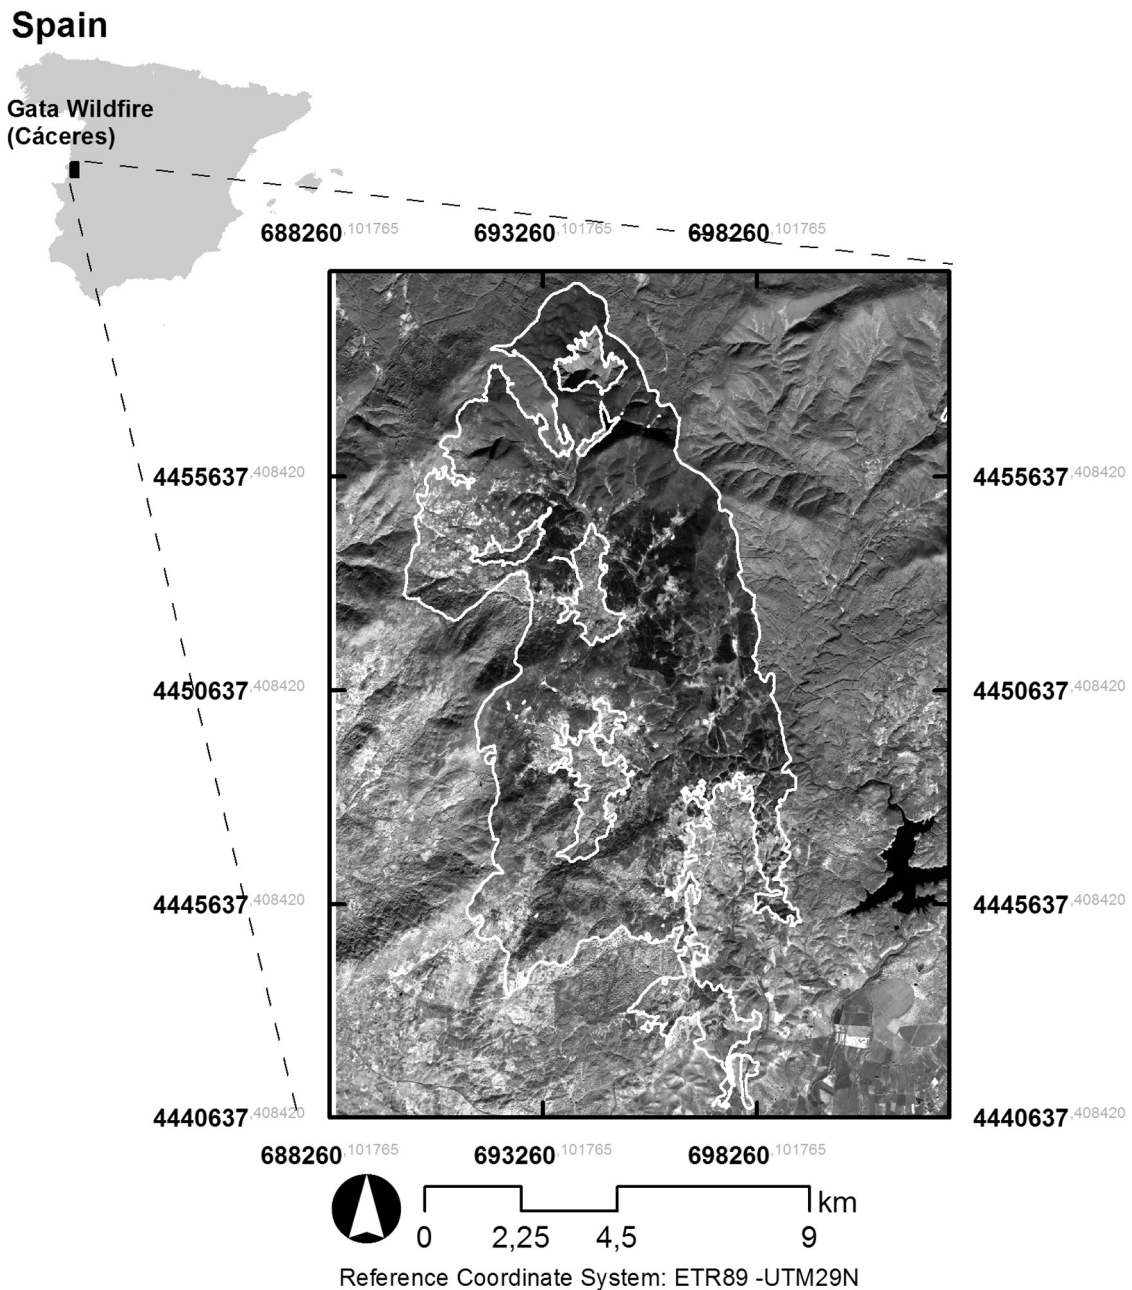 Spain
Gata Wildfire
(Cáceres)
688260,101765 693260,101765 698260,101765
4455637,408420 4455637,408420
4450637,408420 4450637,408420
4445637,408420 4445637,408420
4440637,408420 4440637,408420
688260,101765 693260,101765 698260,101765
km
0 2,25 4,5 9
Reference Coordinate System: ETR89 -UTM29N